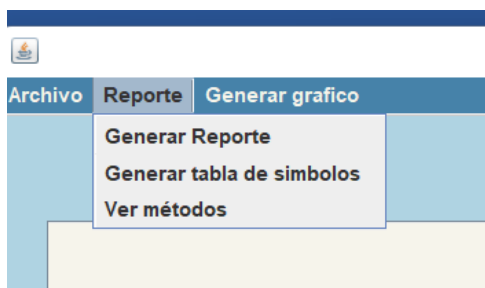 Archivo Reporte Generar grafico
Generar Reporte
Generar tabla de simbolos
Ver métodos